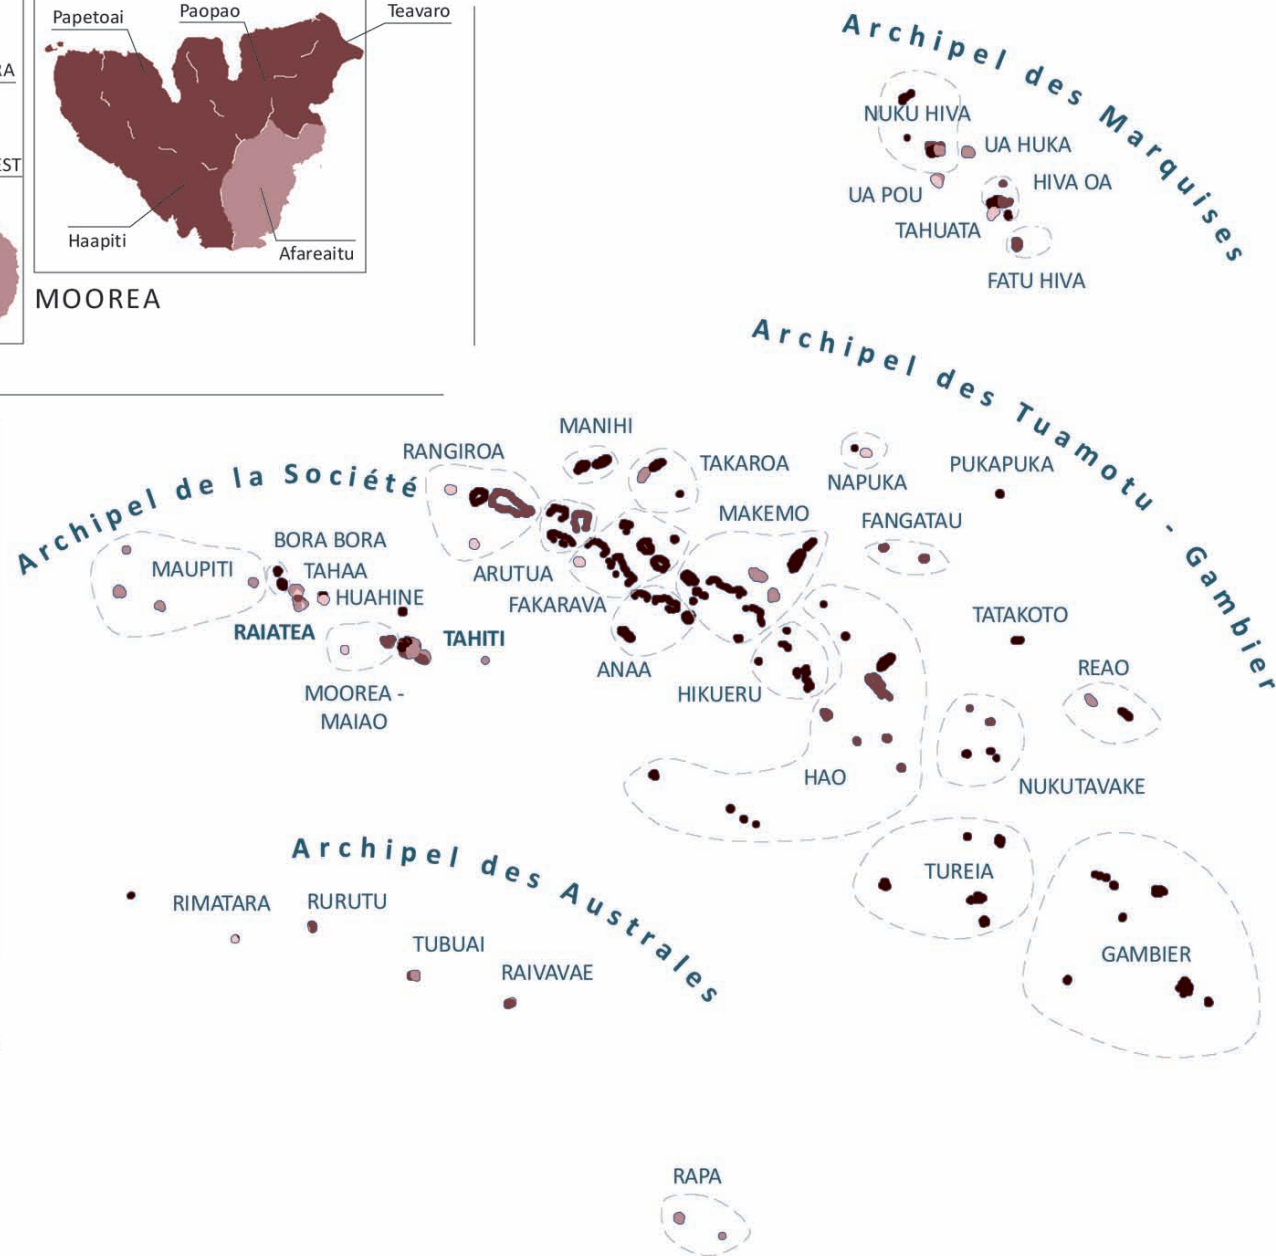 Papetoai
Paopao
Teavaro
RA
EST
Haapiti
Afareaitu
MOOREA
Archipel des Marquises
NUKU HIVA
UA HUKA
HIVA OA
UA POU
TAHUATA
FATU HIVA
Archipel des Tuamotu - Gambier
MANIHI
RANGIROA
TAKAROA
NAPUKA
PUKAPUKA
MAKEMO
FANGATAU
Archipel de la Société
BORA BORA
MAUPITI
TAHAA
ARUTUA
HUAHINE
FAKARAVA
TATAKOTO
RAIATEA
TAHITI
ANAA
REAO
MOOREA -
MAIAO
HIKUERU
HAO
NUKUTAVAKE
Archipel des Australes
TUREIA
RIMATARA
RURUTU
TUBUAI
GAMBIER
RAIVAVAE
RAPA